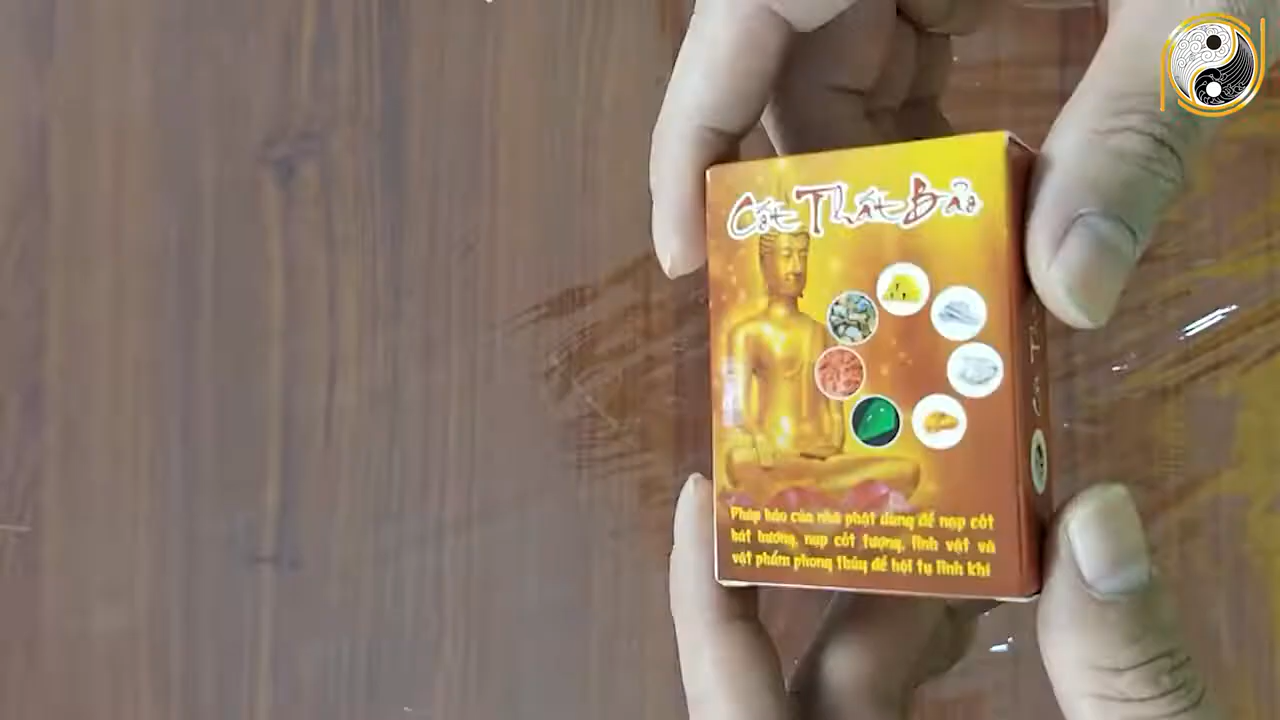 Cốt Thất Bảo
Pháp bảo của nhà phật dùng để nạp cốt
bát hương, nạp cốt tượng, linh vật và
vật phẩm phong thủy để hội tụ linh khí